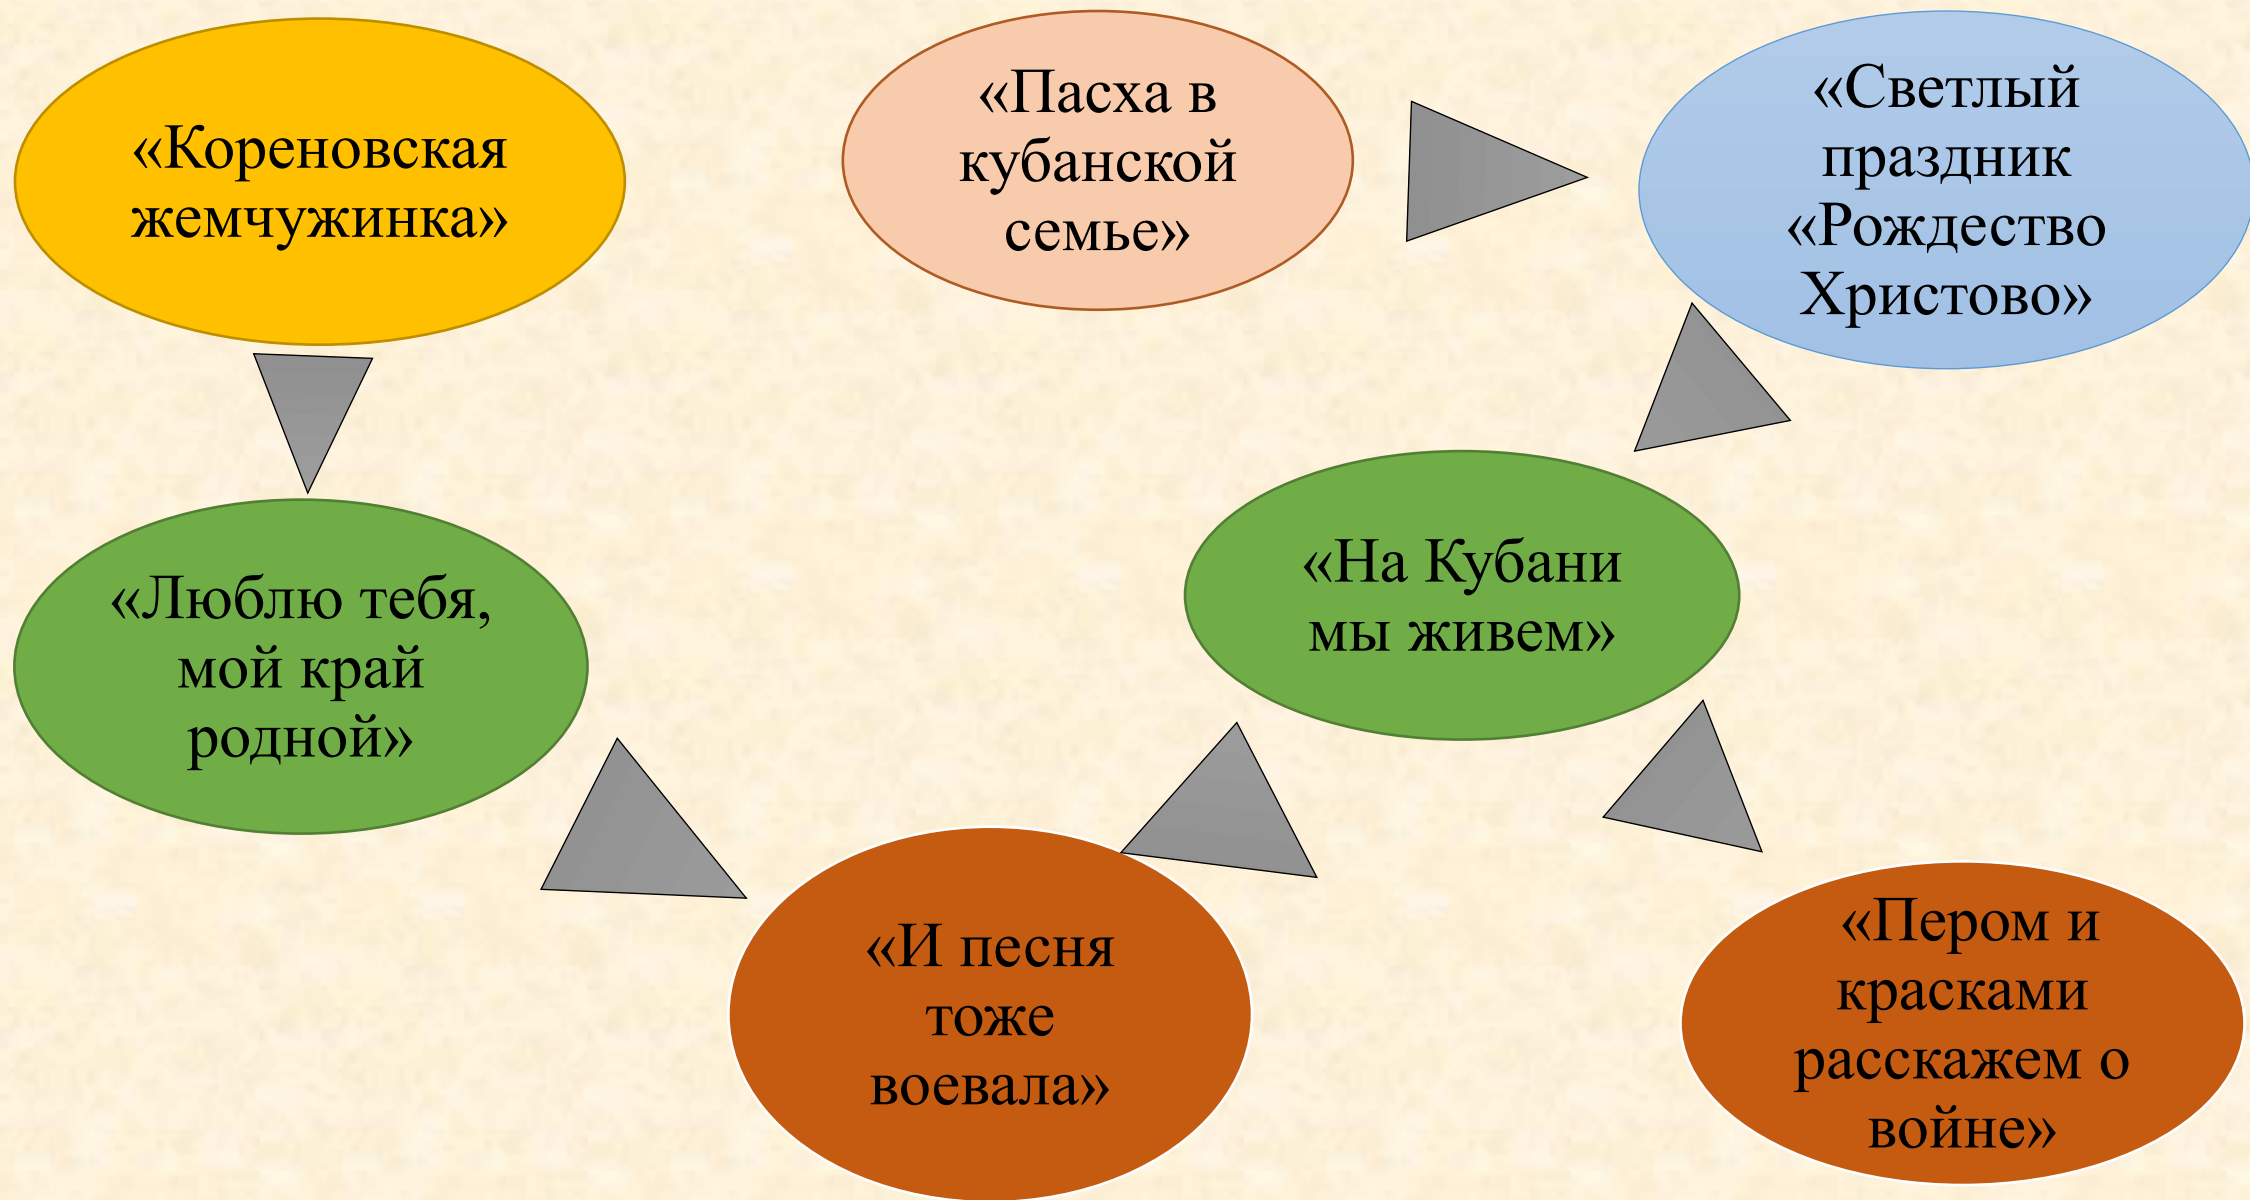 «Кореновская
жемчужинка»
«Пасха в
кубанской
семье»
«Светлый
праздник
«Рождество
Христово»
«Люблю тебя,
мой край
родной»
«На Кубани
мы живем»
«И песня
тоже
воевала»
«Пером и
красками
расскажем о
войне»